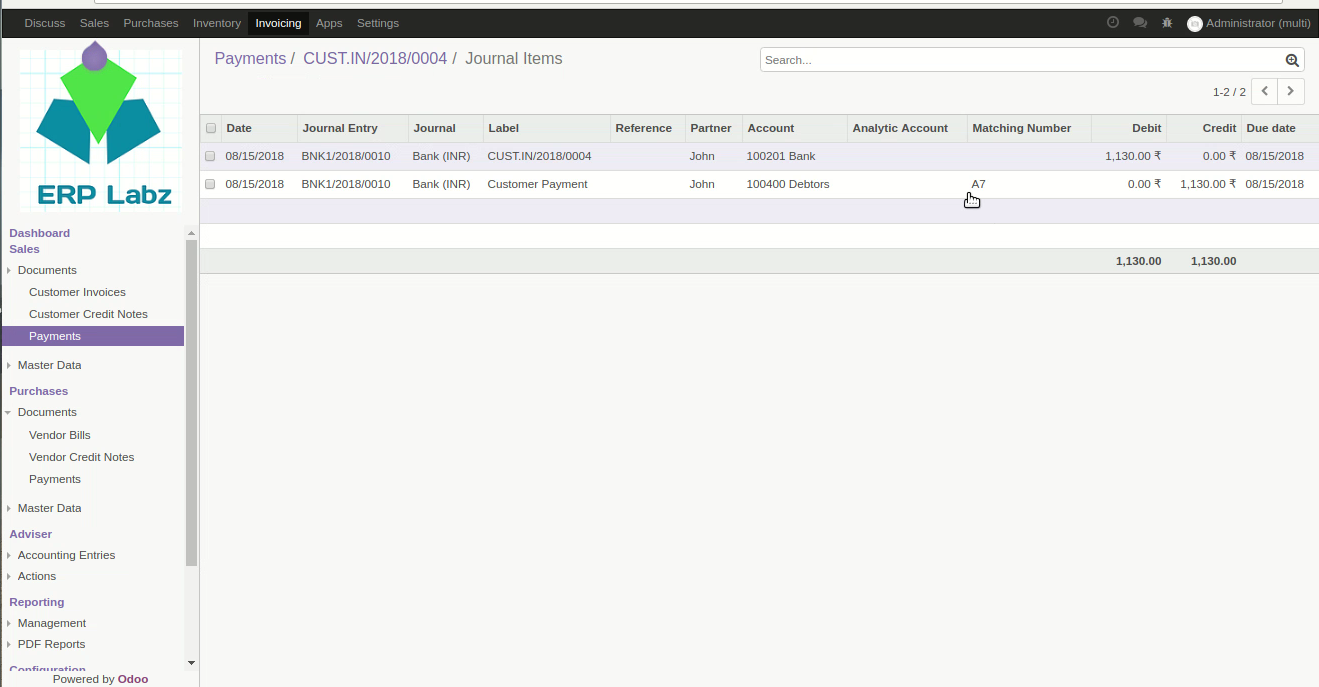 Discuss Sales Purchases Inventory Invoicing Apps Settings Administrator (multi)
ERP Labz
Dashboard
Sales
Documents
Customer Invoices
Customer Credit Notes
Payments
Master Data
Purchases
Documents
Vendor Bills
Vendor Credit Notes
Payments
Master Data
Adviser
Accounting Entries
Actions
Reporting
Management
PDF Reports
Configuration
Powered by Odoo
Payments / CUST.IN/2018/0004 / Journal Items
Search...
1-2 / 2
Date Journal Entry Journal Label Reference Partner Account Analytic Account Matching Number Debit Credit Due date
08/15/2018 BNK1/2018/0010 Bank (INR) CUST.IN/2018/0004 John 100201 Bank 1,130.00 ₹ 0.00 ₹ 08/15/2018
08/15/2018 BNK1/2018/0010 Bank (INR) Customer Payment John 100400 Debtors A7 0.00 ₹ 1,130.00 ₹ 08/15/2018
1,130.00 1,130.00